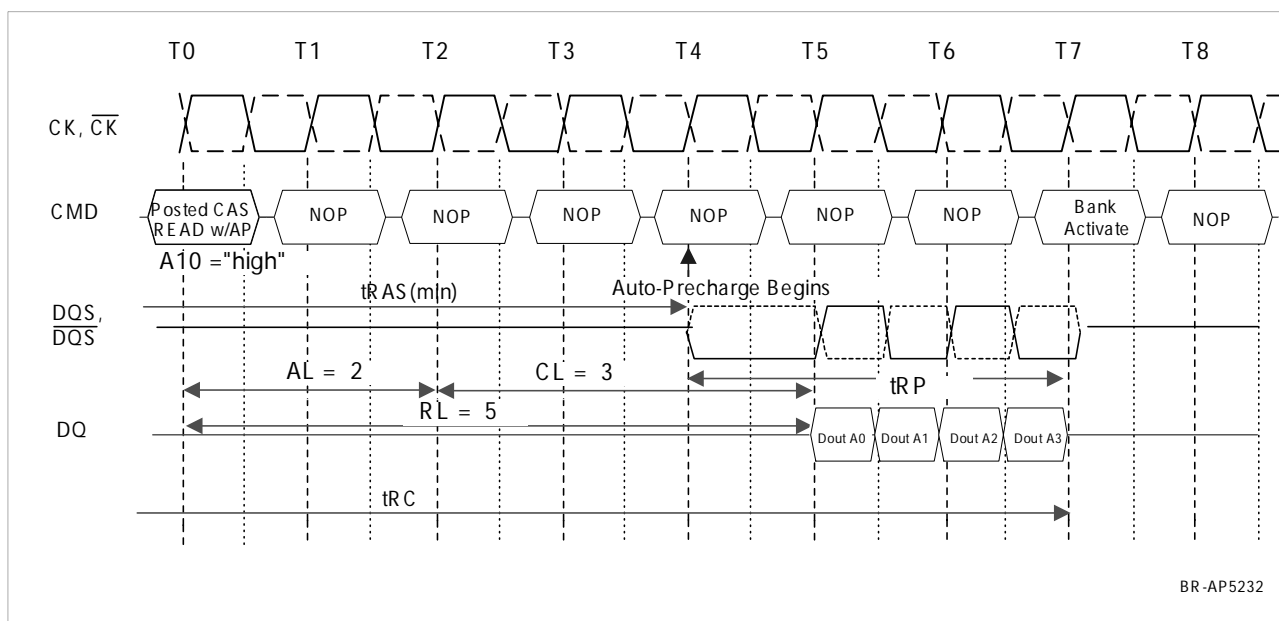 T0 T1 T2 T3 T4 T5 T6 T7 T8
CK, CK
CMD
Posted CAS
READ w/AP
NOP
NOP
NOP
NOP
NOP
NOP
Bank
Activate
NOP
A10 ="high"
tRAS(min)
Auto-Precharge Begins
DQS,
DQS
AL = 2
CL = 3
tRP
RL = 5
DQ
Dout A0
Dout A1
Dout A2
Dout A3
tRC
BR-AP5232